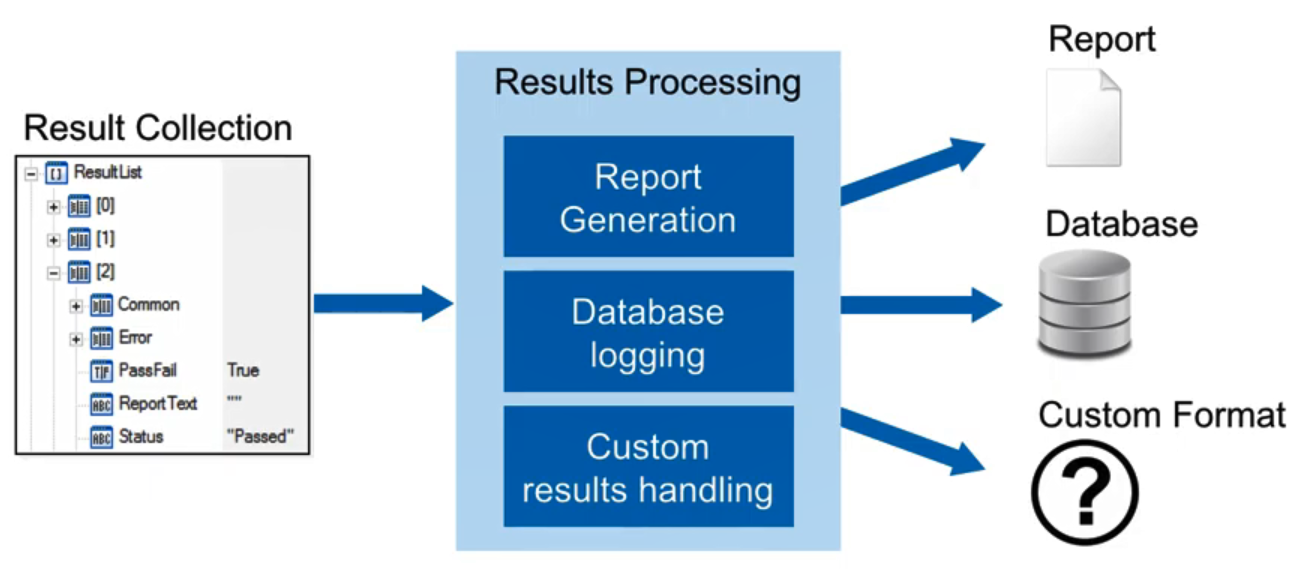 Result Collection
ResultList
[0]
[1]
[2]
Common
Error
PassFail True
ReportText ""
Status "Passed"
Results Processing
Report
Generation
Database
logging
Custom
results handling
Report
Database
Custom Format
?